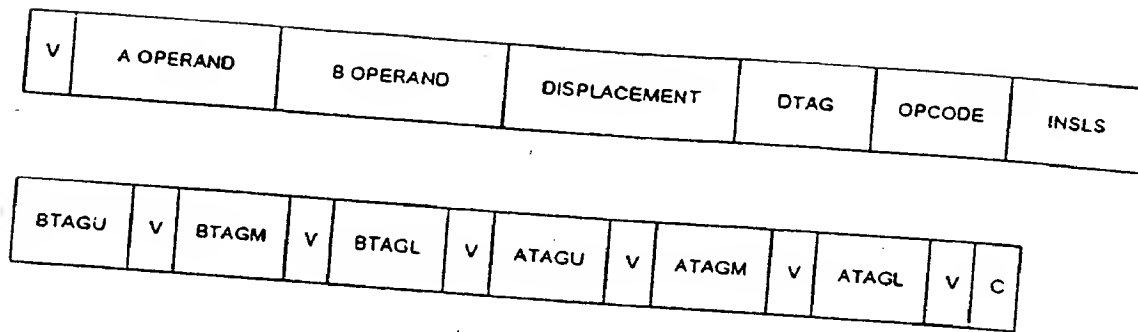 V A OPERAND B OPERAND DISPLACEMENT DTAG OPCODE INSLS
BTAGU V BTAGM V BTAGL V ATAGU V ATAGM V ATAGL V C